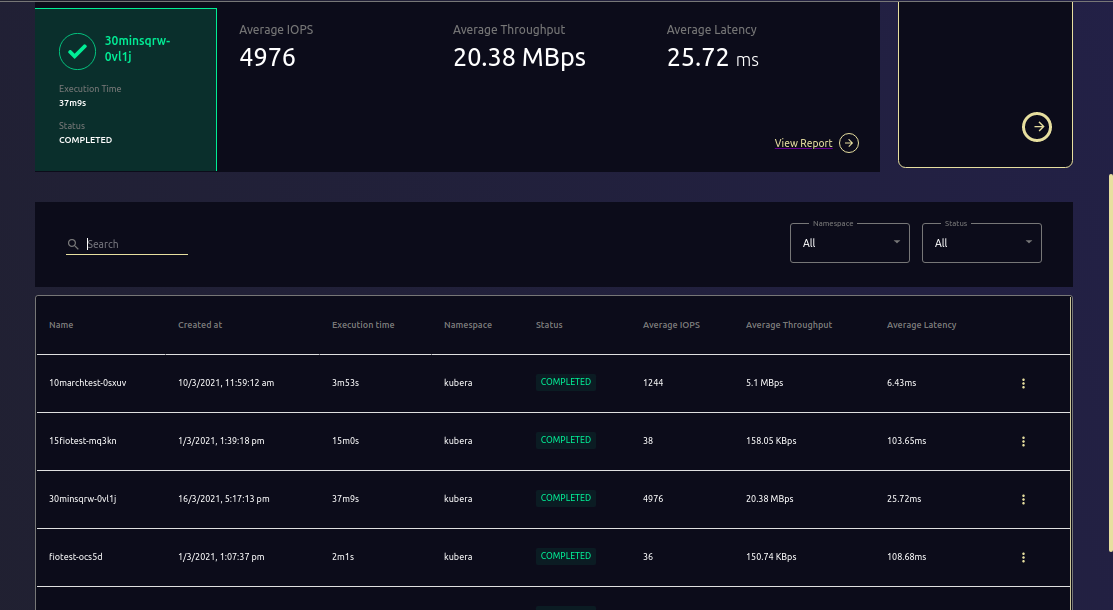 30minsqrw-
0vl1j
Execution Time
37m9s
Status
COMPLETED
Average IOPS
4976
Average Throughput
20.38 MBps
Average Latency
25.72 ms
View Report
Search
Namespace
All
Status
All
Name Created at Execution time Namespace Status Average IOPS Average Throughput Average Latency
10marchtest-0sxuv 10/3/2021, 11:59:12 am 3m53s kubera COMPLETED 1244 5.1 MBps 6.43ms
15fiotest-mq3kn 1/3/2021, 1:39:18 pm 15m0s kubera COMPLETED 38 158.05 KBps 103.65ms
30minsqrw-0vl1j 16/3/2021, 5:17:13 pm 37m9s kubera COMPLETED 4976 20.38 MBps 25.72ms
fiotest-ocs5d 1/3/2021, 1:07:37 pm 2m1s kubera COMPLETED 36 150.74 KBps 108.68ms